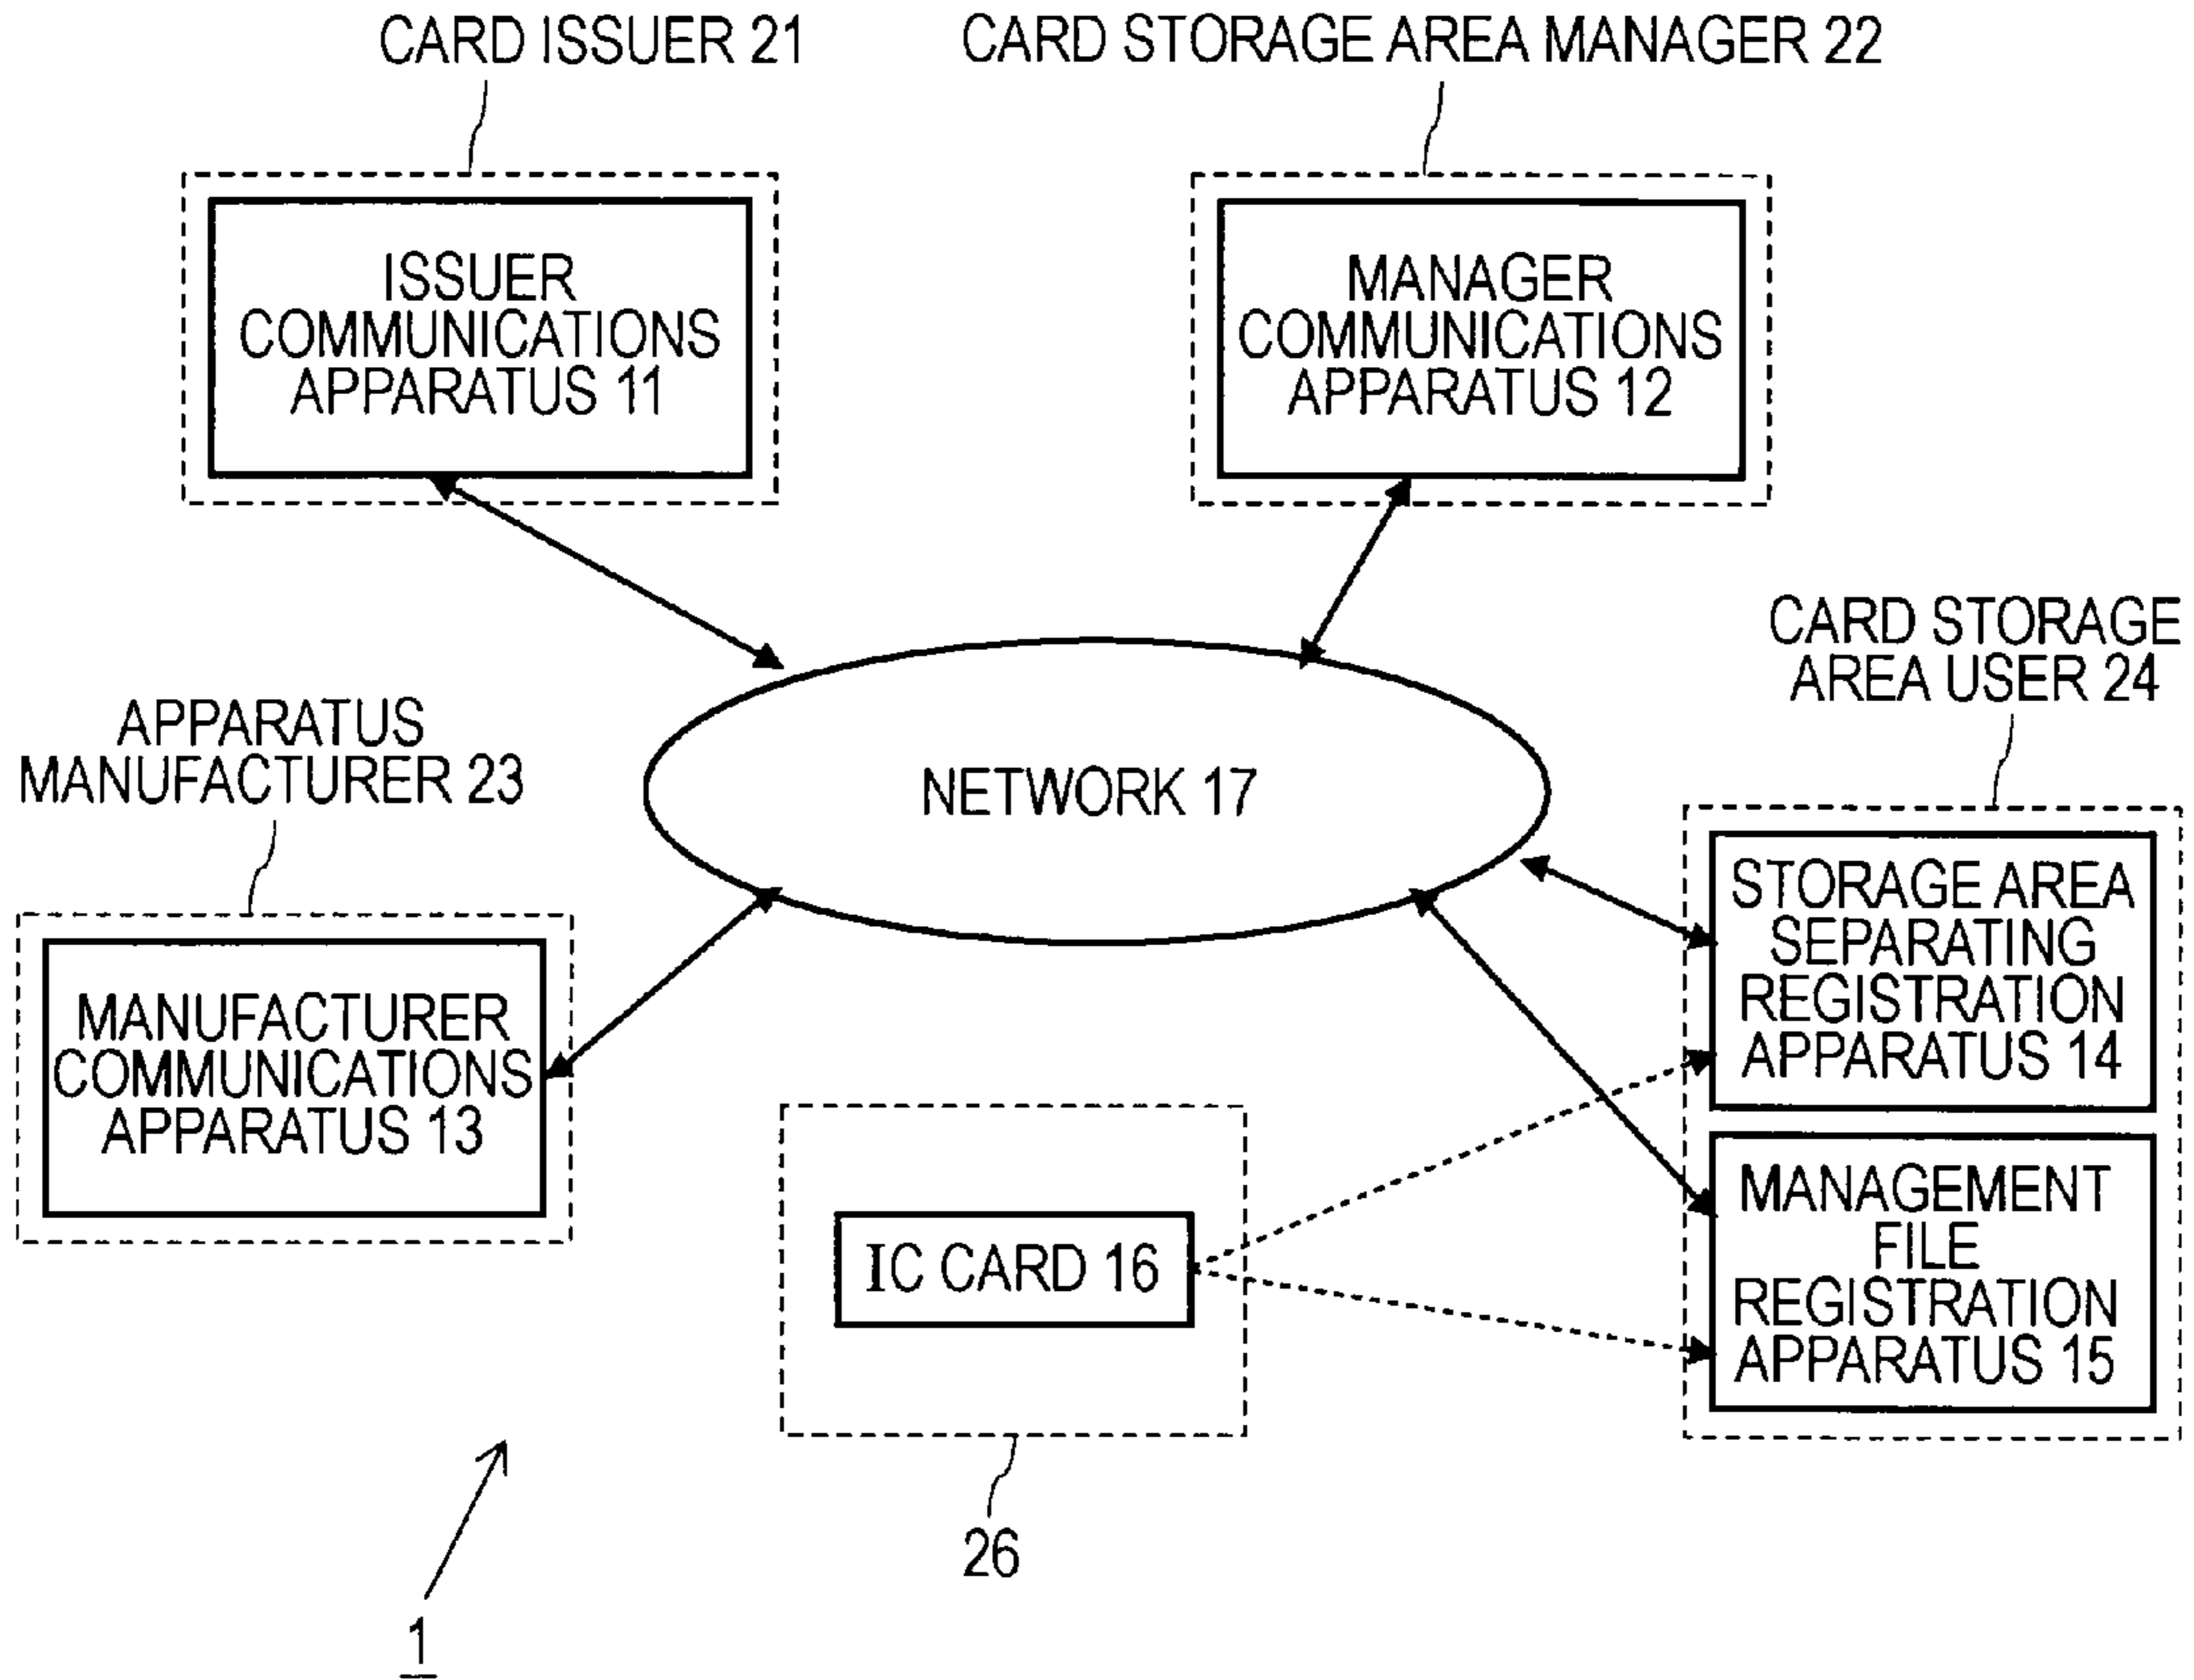 CARD ISSUER 21
CARD STORAGE AREA MANAGER 22
ISSUER
COMMUNICATIONS
APPARATUS 11
MANAGER
COMMUNICATIONS
APPARATUS 12
CARD STORAGE
AREA USER 24
APPARATUS
MANUFACTURER 23
NETWORK 17
STORAGE AREA
SEPARATING
REGISTRATION
APPARATUS 14
MANUFACTURER
COMMUNICATIONS
APPARATUS 13
IC CARD 16
MANAGEMENT
FILE
REGISTRATION
APPARATUS 15
26
1